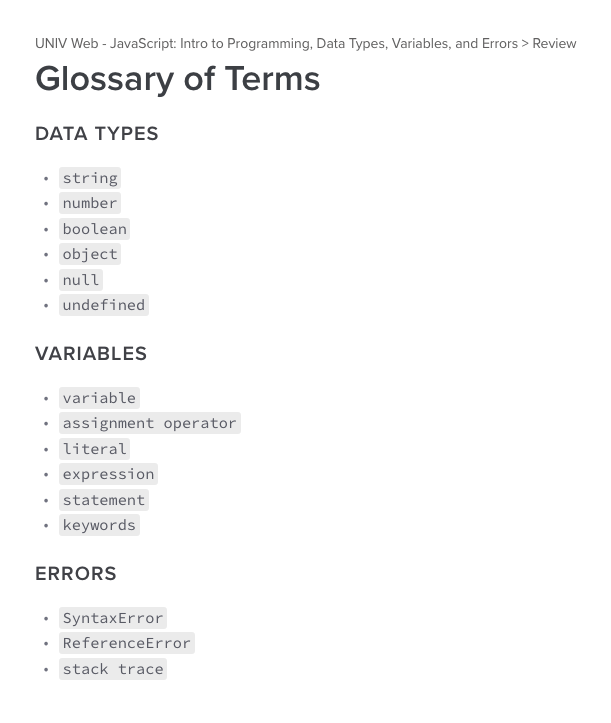 UNIV Web - JavaScript: Intro to Programming, Data Types, Variables, and Errors > Review
Glossary of Terms
DATA TYPES
• string
• number
• boolean
• object
• null
• undefined
VARIABLES
• variable
• assignment operator
• literal
• expression
• statement
• keywords
ERRORS
• SyntaxError
• ReferenceError
• stack trace